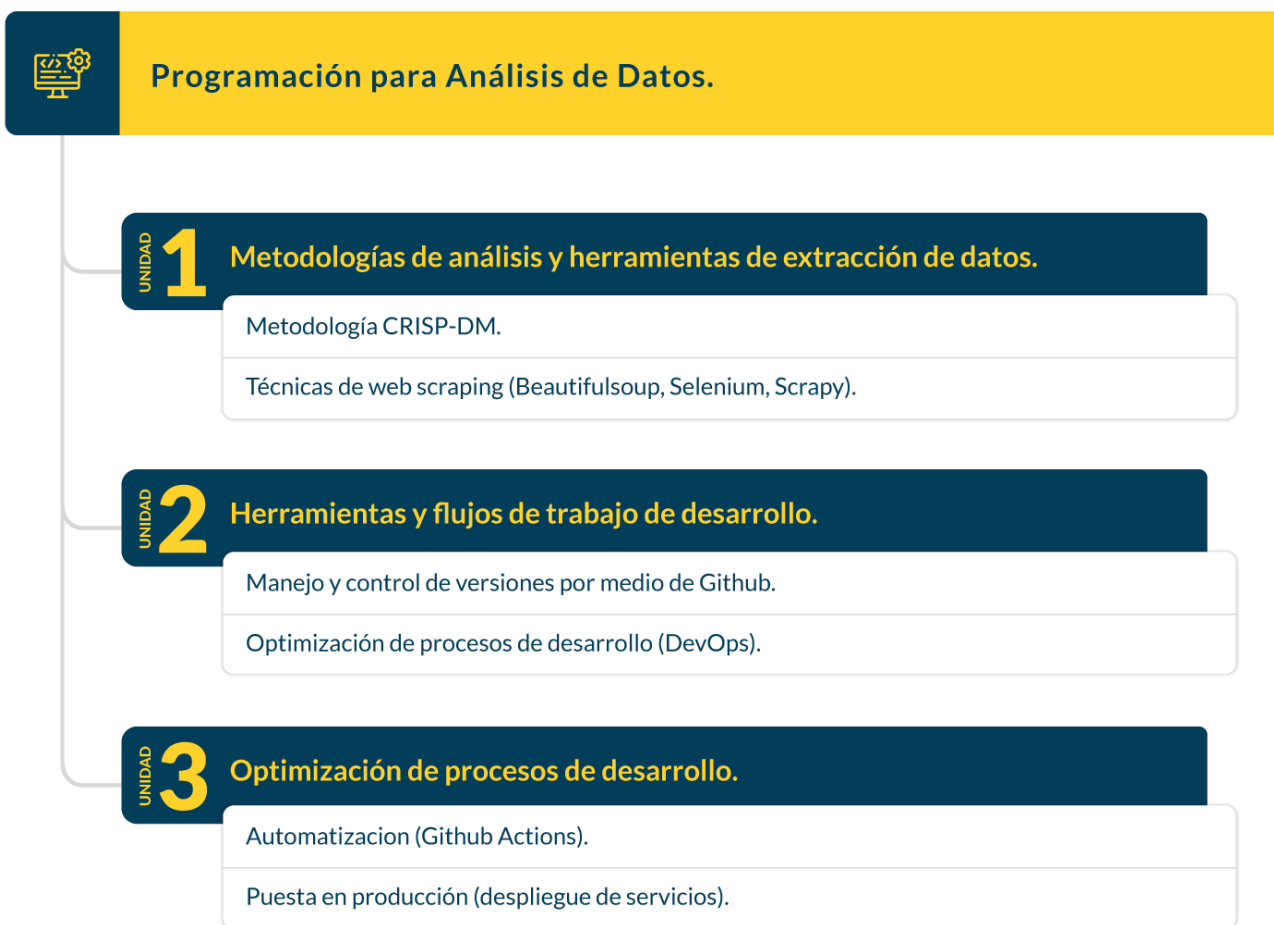 Programación para Análisis de Datos.
UNIDAD 1 Metodologías de análisis y herramientas de extracción de datos.
Metodología CRISP-DM.
Técnicas de web scraping (Beautifulsoup, Selenium, Scrapy).
UNIDAD 2 Herramientas y flujos de trabajo de desarrollo.
Manejo y control de versiones por medio de Github.
Optimización de procesos de desarrollo (DevOps).
UNIDAD 3 Optimización de procesos de desarrollo.
Automatizacion (Github Actions).
Puesta en producción (despliegue de servicios).